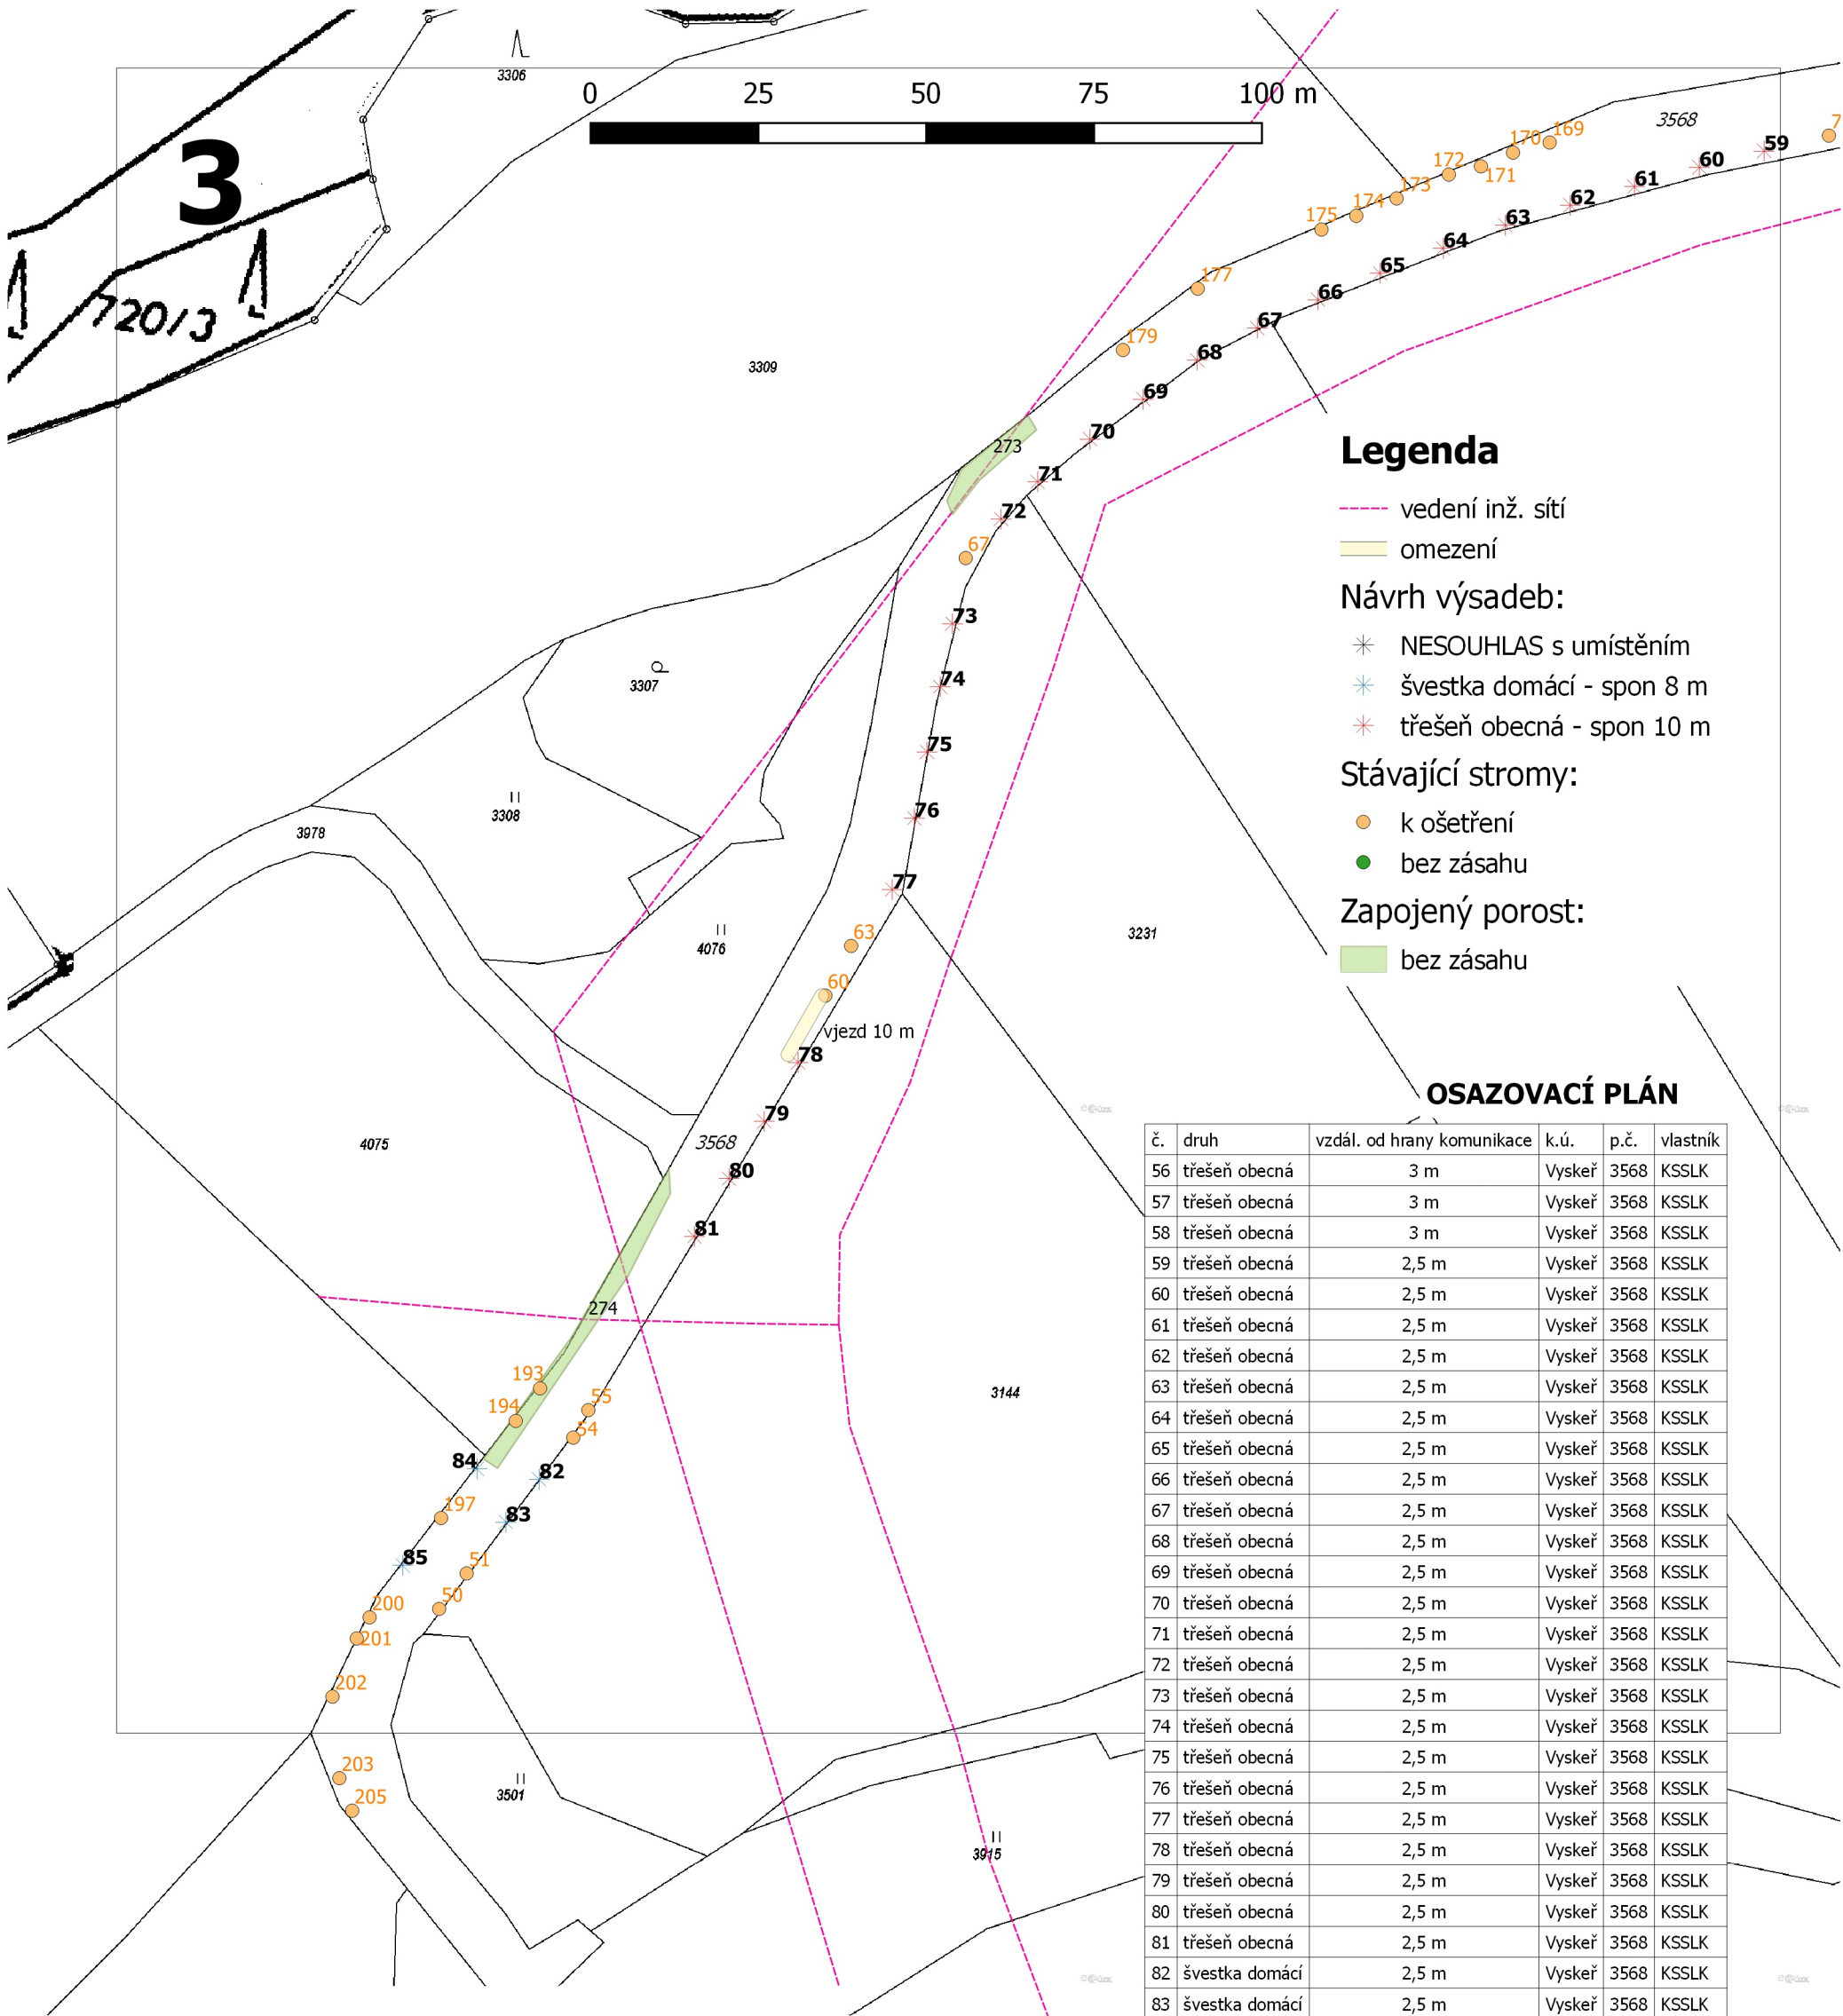 3306
0 25 50 75 100 m
3
720/3
3568
7
59
60
61
62
63
64
65
66
67
68
69
70
71
72
73
74
75
76
77
78
79
80
81
82
83
84
85
169
170
171
172
173
174
175
177
179
273
67
3309
3307
3308
3978
4076
63
60
vjezd 10 m
3231
3568
4075
274
193
194
55
54
3144
197
51
50
200
201
202
203
205
3501
3915
Legenda
vedení inž. sítí
omezení
Návrh výsadeb:
NESOUHLAS s umístěním
švestka domácí - spon 8 m
třešeň obecná - spon 10 m
Stávající stromy:
k ošetření
bez zásahu
Zapojený porost:
bez zásahu
OSAZOVACÍ PLÁN
č. druh vzdál. od hrany komunikace k.ú. p.č. vlastník
56 třešeň obecná 3 m Vyskeř 3568 KSSLK
57 třešeň obecná 3 m Vyskeř 3568 KSSLK
58 třešeň obecná 3 m Vyskeř 3568 KSSLK
59 třešeň obecná 2,5 m Vyskeř 3568 KSSLK
60 třešeň obecná 2,5 m Vyskeř 3568 KSSLK
61 třešeň obecná 2,5 m Vyskeř 3568 KSSLK
62 třešeň obecná 2,5 m Vyskeř 3568 KSSLK
63 třešeň obecná 2,5 m Vyskeř 3568 KSSLK
64 třešeň obecná 2,5 m Vyskeř 3568 KSSLK
65 třešeň obecná 2,5 m Vyskeř 3568 KSSLK
66 třešeň obecná 2,5 m Vyskeř 3568 KSSLK
67 třešeň obecná 2,5 m Vyskeř 3568 KSSLK
68 třešeň obecná 2,5 m Vyskeř 3568 KSSLK
69 třešeň obecná 2,5 m Vyskeř 3568 KSSLK
70 třešeň obecná 2,5 m Vyskeř 3568 KSSLK
71 třešeň obecná 2,5 m Vyskeř 3568 KSSLK
72 třešeň obecná 2,5 m Vyskeř 3568 KSSLK
73 třešeň obecná 2,5 m Vyskeř 3568 KSSLK
74 třešeň obecná 2,5 m Vyskeř 3568 KSSLK
75 třešeň obecná 2,5 m Vyskeř 3568 KSSLK
76 třešeň obecná 2,5 m Vyskeř 3568 KSSLK
77 třešeň obecná 2,5 m Vyskeř 3568 KSSLK
78 třešeň obecná 2,5 m Vyskeř 3568 KSSLK
79 třešeň obecná 2,5 m Vyskeř 3568 KSSLK
80 třešeň obecná 2,5 m Vyskeř 3568 KSSLK
81 třešeň obecná 2,5 m Vyskeř 3568 KSSLK
82 švestka domácí 2,5 m Vyskeř 3568 KSSLK
83 švestka domácí 2,5 m Vyskeř 3568 KSSLK